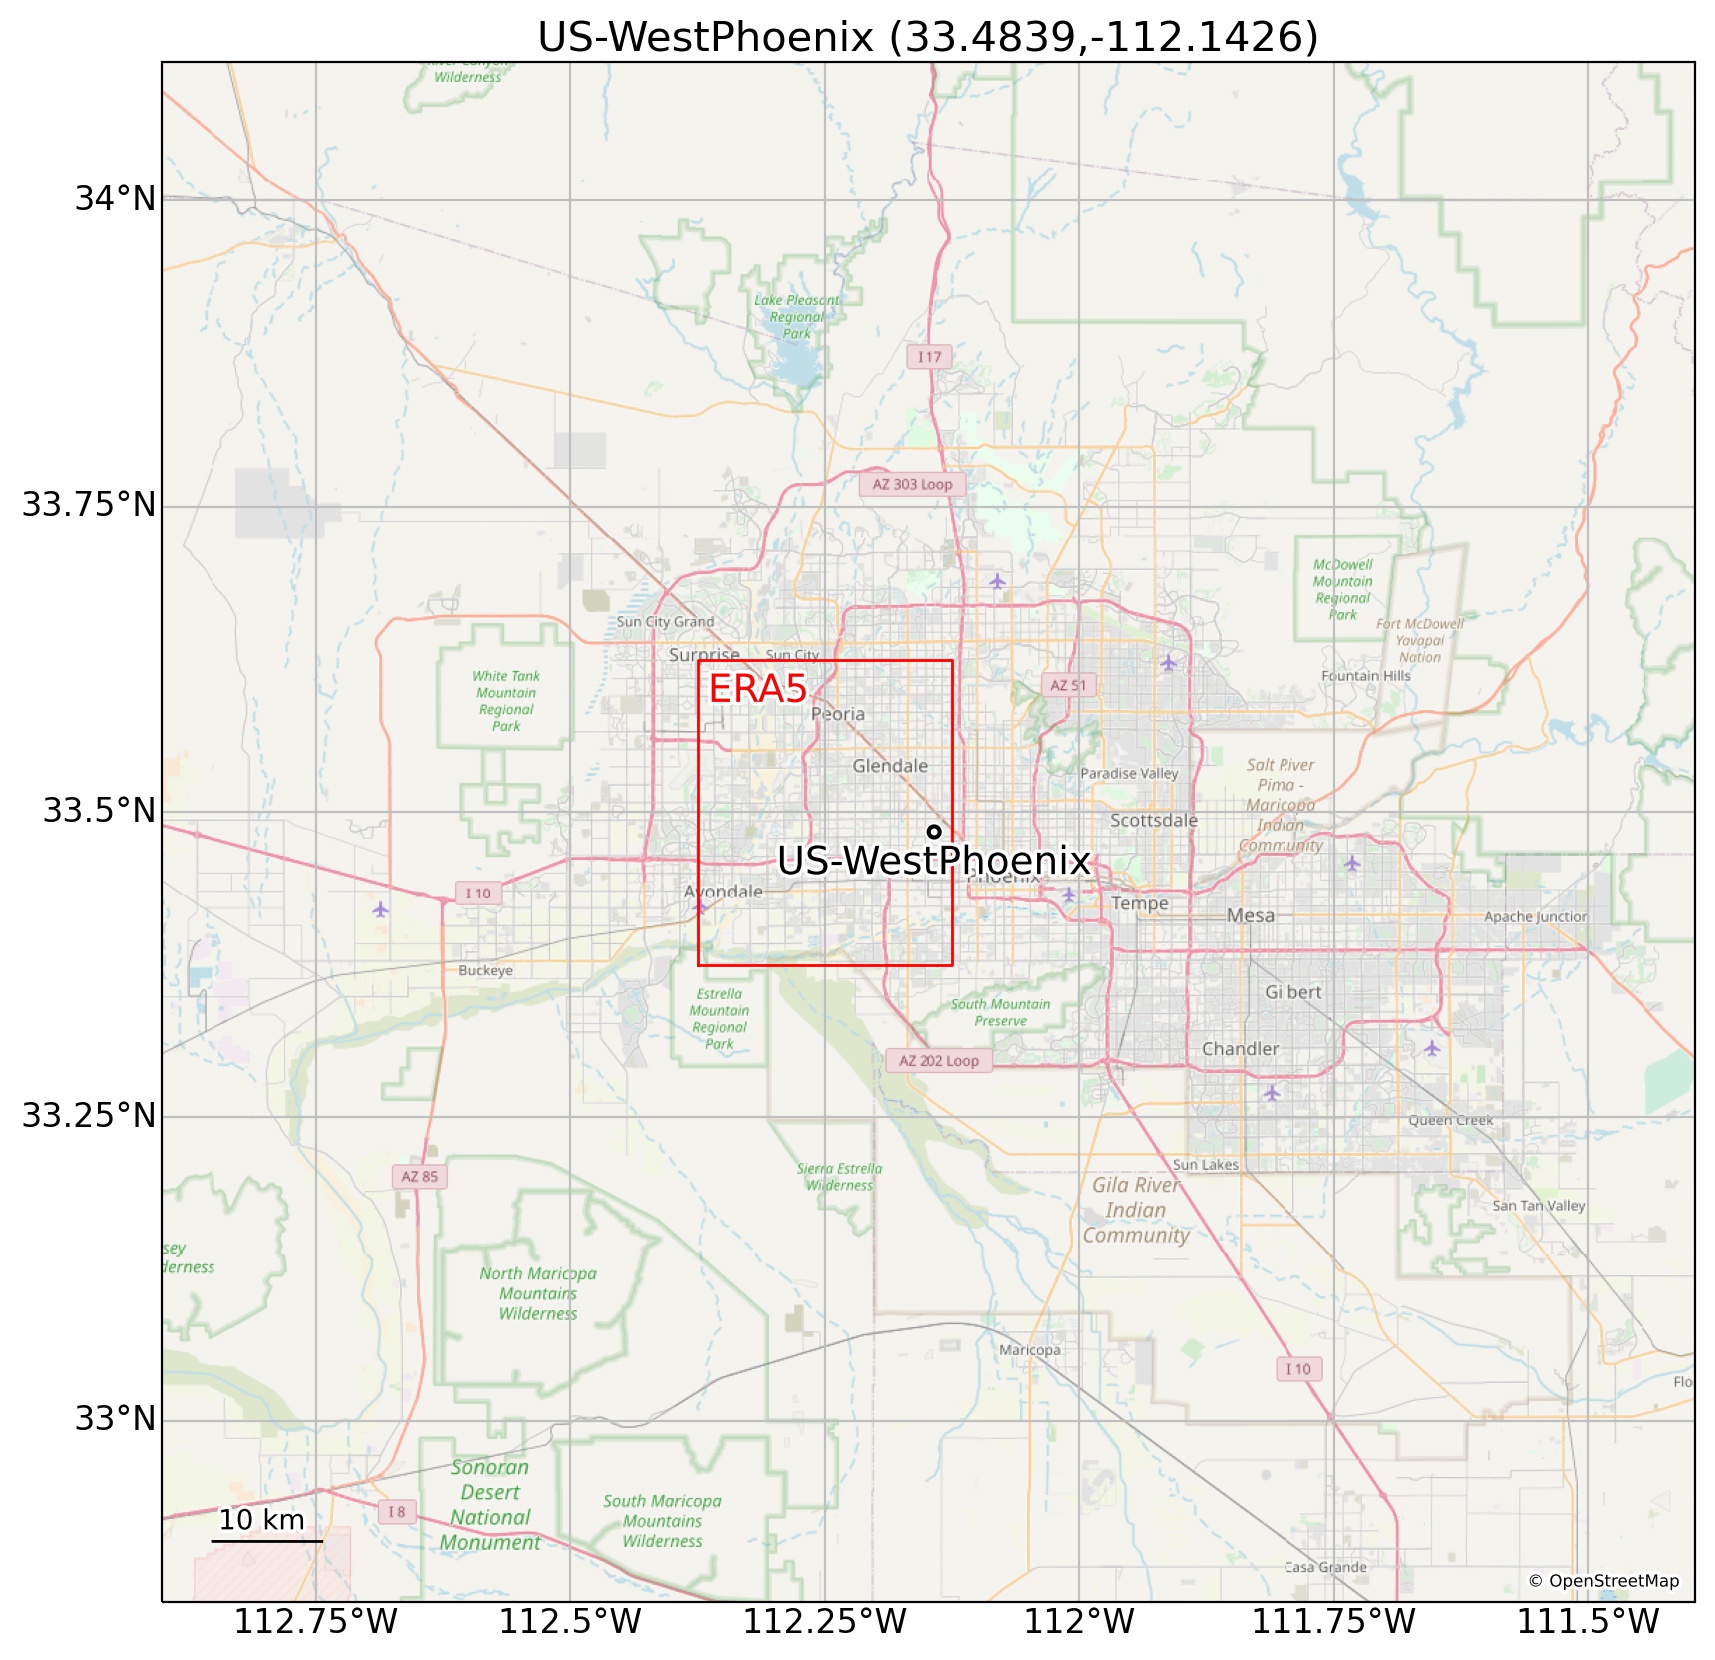 US-WestPhoenix (33.4839,-112.1426)
Wilderness
34°N
Lake Pleasant
Regional
Park
I 17
33.75°N
AZ 303 Loop
McDowell
Mountain
Regional
Park
Sun City Grand
Fort McDowell
Yavapai
Nation
Surprise
Sun City
White Tank
Mountain
Regional
Park
ERA5
AZ 51
Fountain Hills
Peoria
Glendale
Paradise Valley
Salt River
Pima -
Maricopa
Indian
Community
33.5°N
Scottsdale
US-WestPhoenix
Phoenix
Avondale
I 10
Tempe
Mesa
Apache Junction
Buckeye
Estrella
Mountain
Regional
Park
South Mountain
Preserve
Gi bert
AZ 202 Loop
Chandler
33.25°N
Queen Creek
Sun Lakes
AZ 85
Sierra Estrella
Wilderness
Gila River
Indian
Community
San Tan Valley
sey
derness
North Maricopa
Mountains
Wilderness
Maricopa
I 10
Flo
33°N
Sonoran
Desert
National
Monument
South Maricopa
Mountains
Wilderness
I 8
10 km
Casa Grande
© OpenStreetMap
112.75°W
112.5°W
112.25°W
112°W
111.75°W
111.5°W